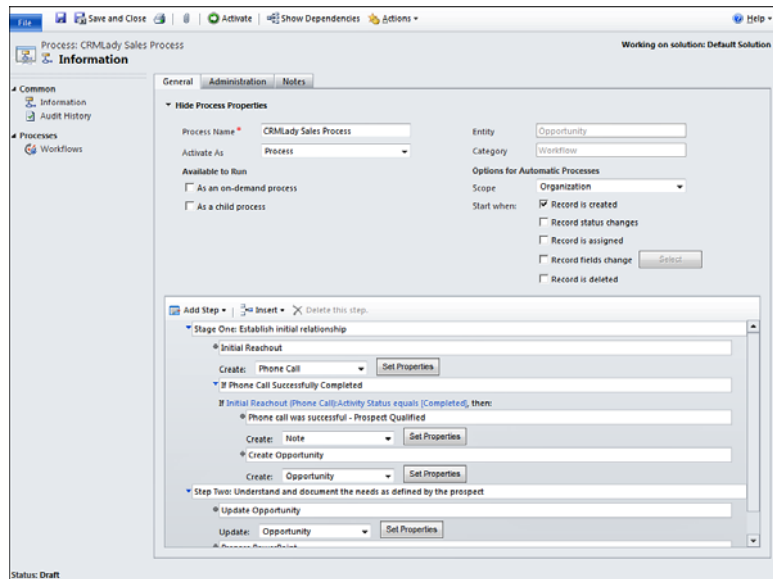 File
Save and Close
Activate
Show Dependencies
Actions
Help
Process: CRMLady Sales Process
Information
Working on solution: Default Solution
Common
Information
Audit History
Processes
Workflows
General Administration Notes
Hide Process Properties
Process Name * CRMLady Sales Process
Entity Opportunity
Activate As Process
Category Workflow
Available to Run
Options for Automatic Processes
As an on-demand process
Scope Organization
As a child process
Start when: Record is created
Record status changes
Record is assigned
Record fields change Select
Record is deleted
Add Step Insert Delete this step.
Stage One: Establish initial relationship
Initial Reachout
Create: Phone Call Set Properties
If Phone Call Successfully Completed
If Initial Reachout (Phone Call):Activity Status equals [Completed], then:
Phone call was successful - Prospect Qualified
Create: Note Set Properties
Create Opportunity
Create: Opportunity Set Properties
Step Two: Understand and document the needs as defined by the prospect
Update Opportunity
Update: Opportunity Set Properties
Prepare PowerPoint
Status: Draft